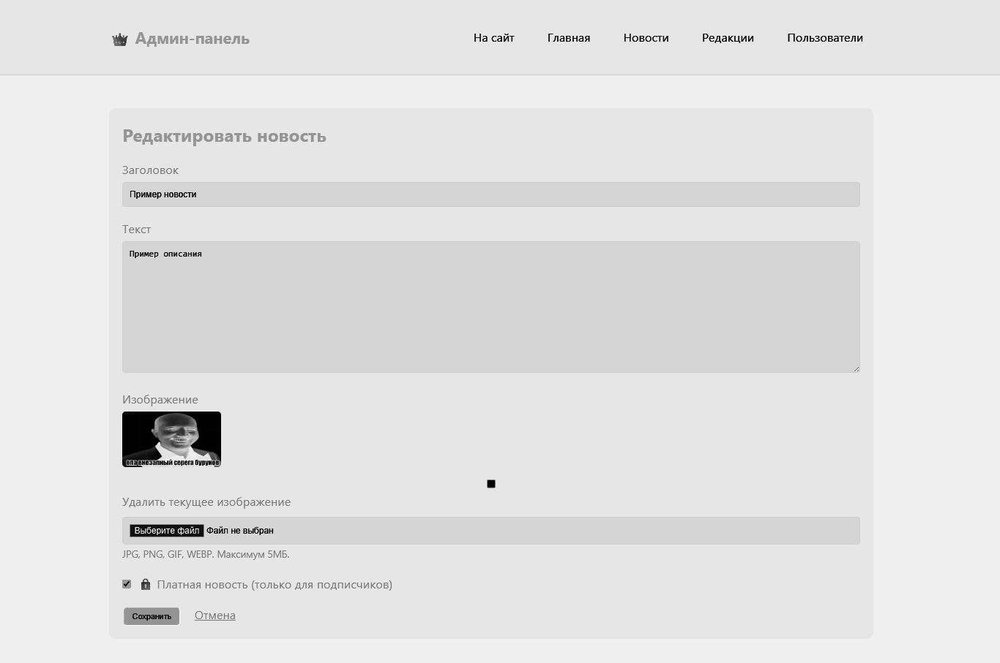 Админ-панель
На сайт Главная Новости Редакции Пользователи
Редактировать новость
Заголовок
Пример новости
Текст
Пример описания
Изображение
опа внезапный серега бурунов
Удалить текущее изображение
Выберите файл Файл не выбран
JPG, PNG, GIF, WEBP. Максимум 5МБ.
Платная новость (только для подписчиков)
Сохранить Отмена